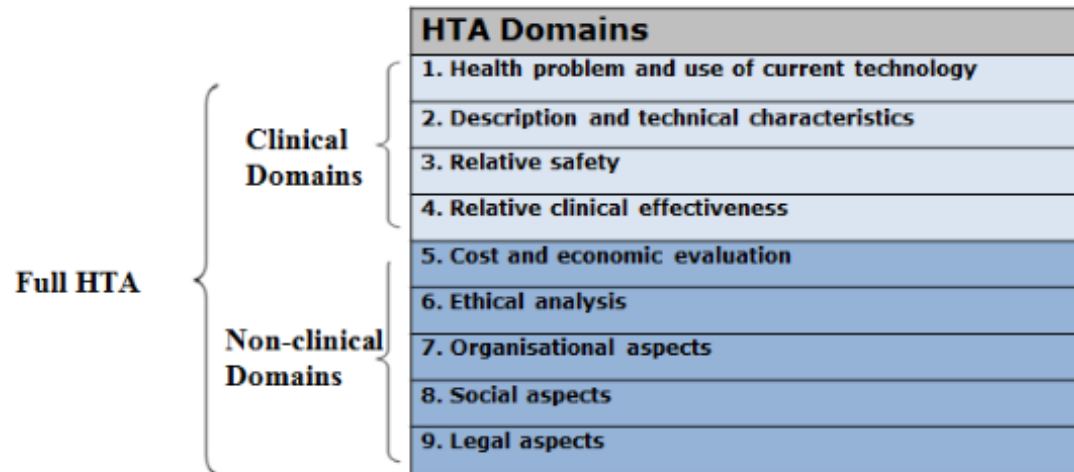 HTA Domains
1. Health problem and use of current technology
2. Description and technical characteristics
3. Relative safety
4. Relative clinical effectiveness
5. Cost and economic evaluation
6. Ethical analysis
7. Organisational aspects
8. Social aspects
9. Legal aspects
Clinical
Domains
Full HTA
Non-clinical
Domains